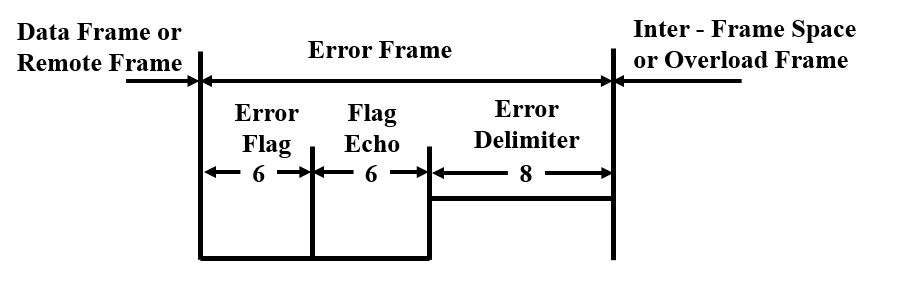 Data Frame or
Remote Frame
Error Frame
Inter - Frame Space
or Overload Frame
Error
Flag
6
Flag
Echo
6
Error
Delimiter
8